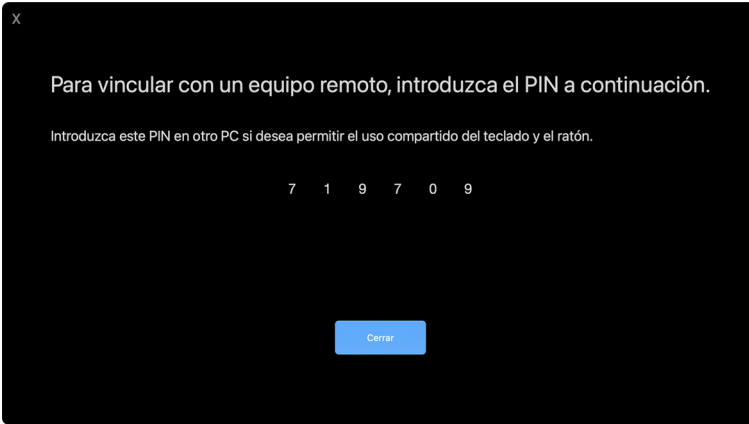 X
Para vincular con un equipo remoto, introduzca el PIN a continuación.
Introduzca este PIN en otro PC si desea permitir el uso compartido del teclado y el ratón.
7 1 9 7 0 9
Cerrar